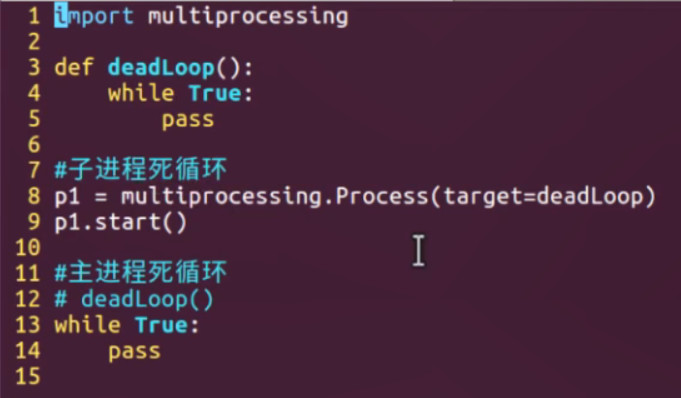 1 import multiprocessing
2
3 def deadLoop():
4     while True:
5         pass
6
7 #子进程死循环
8 p1 = multiprocessing.Process(target=deadLoop)
9 p1.start()
10
11 #主进程死循环
12 # deadLoop()
13 while True:
14     pass
15